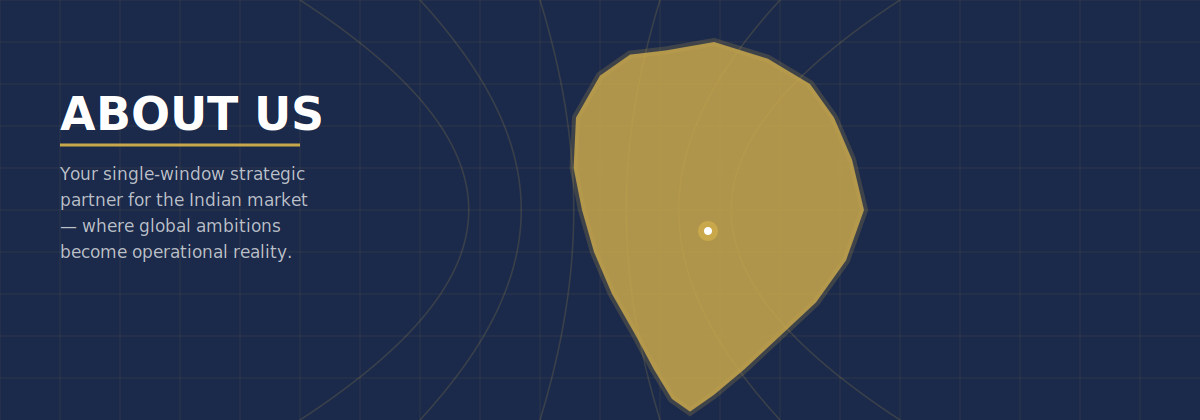 ABOUT US
Your single-window strategic
partner for the Indian market
— where global ambitions
become operational reality.